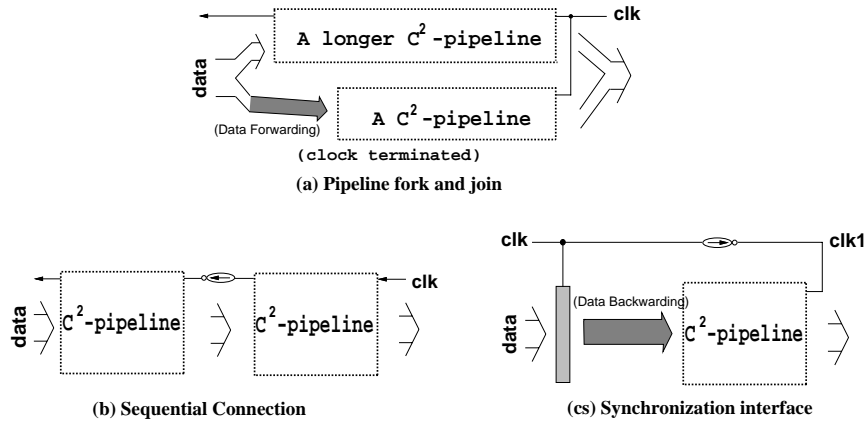 A longer C²-pipeline
clk
data
(Data Forwarding)
A C²-pipeline
(clock terminated)
(a) Pipeline fork and join
clk
clk1
clk
data
C²-pipeline
C²-pipeline
data
(Data Backwarding)
C²-pipeline
(b) Sequential Connection
(cs) Synchronization interface